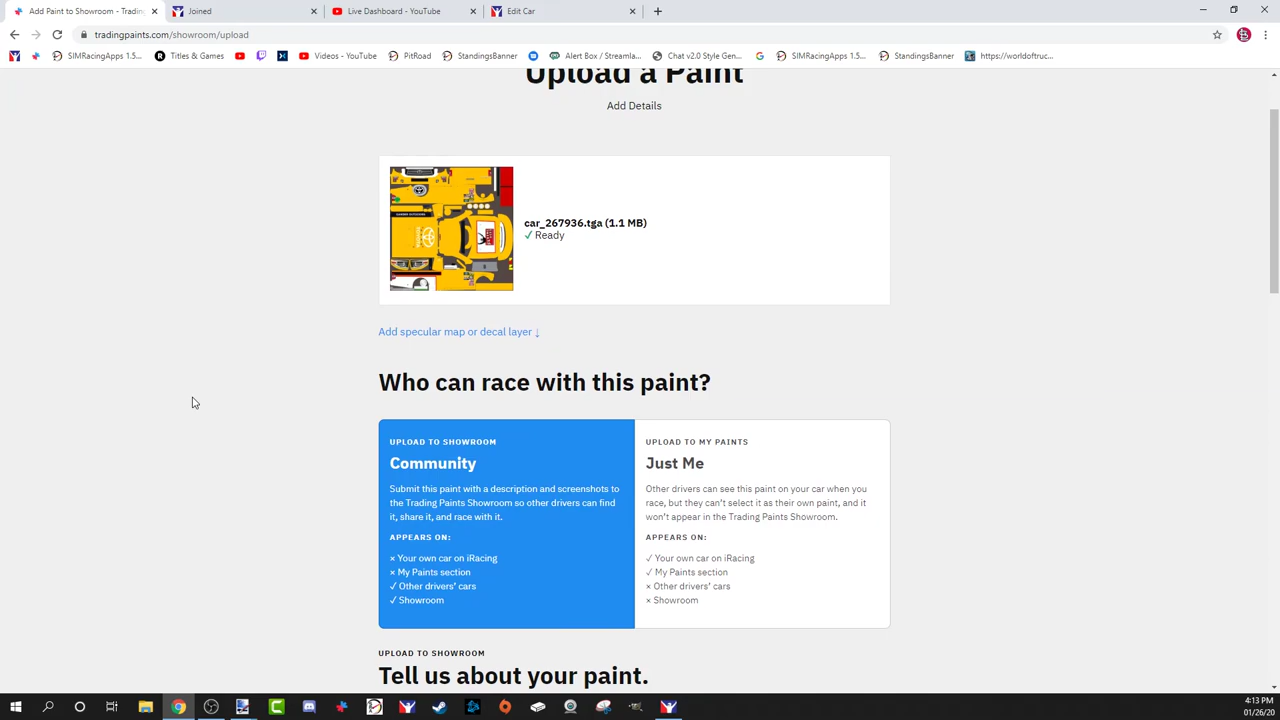 Add Paint to Showroom - Trading
Joined
Live Dashboard - YouTube
Edit Car
tradingpaints.com/showroom/upload
SIMRacingApps 1.5...
Titles & Games
Videos - YouTube
PitRoad
StandingsBanner
Alert Box / Streamla...
Chat v2.0 Style Gen...
SIMRacingApps 1.5...
StandingsBanner
https://worldoftruc...
Upload a Paint
Add Details
car_267936.tga (1.1 MB)
✓ Ready
Add specular map or decal layer ↓
Who can race with this paint?
UPLOAD TO SHOWROOM
Community
Submit this paint with a description and screenshots to
the Trading Paints Showroom so other drivers can find
it, share it, and race with it.
APPEARS ON:
× Your own car on iRacing
× My Paints section
✓ Other drivers' cars
✓ Showroom
UPLOAD TO MY PAINTS
Just Me
Other drivers can see this paint on your car when you
race, but they can't select it as their own paint, and it
won't appear in the Trading Paints Showroom.
APPEARS ON:
✓ Your own car on iRacing
✓ My Paints section
× Other drivers' cars
× Showroom
UPLOAD TO SHOWROOM
Tell us about your paint.
4:13 PM
01/26/20